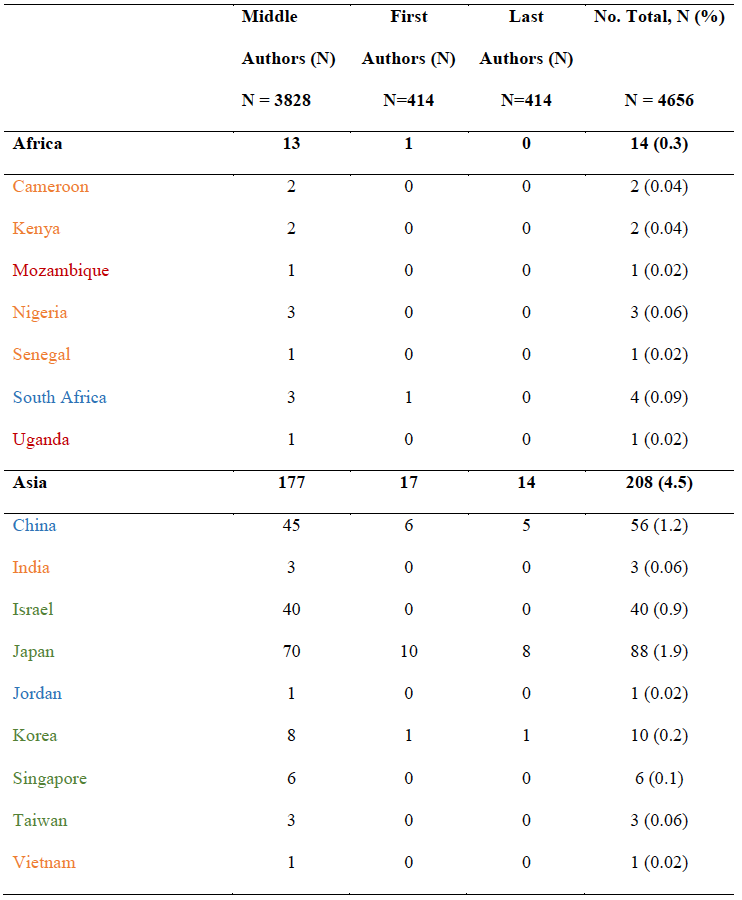 Middle First Last No. Total, N (%)
Authors (N) Authors (N) Authors (N)
N = 3828 N=414 N=414 N = 4656
Africa 13 1 0 14 (0.3)
Cameroon 2 0 0 2 (0.04)
Kenya 2 0 0 2 (0.04)
Mozambique 1 0 0 1 (0.02)
Nigeria 3 0 0 3 (0.06)
Senegal 1 0 0 1 (0.02)
South Africa 3 1 0 4 (0.09)
Uganda 1 0 0 1 (0.02)
Asia 177 17 14 208 (4.5)
China 45 6 5 56 (1.2)
India 3 0 0 3 (0.06)
Israel 40 0 0 40 (0.9)
Japan 70 10 8 88 (1.9)
Jordan 1 0 0 1 (0.02)
Korea 8 1 1 10 (0.2)
Singapore 6 0 0 6 (0.1)
Taiwan 3 0 0 3 (0.06)
Vietnam 1 0 0 1 (0.02)